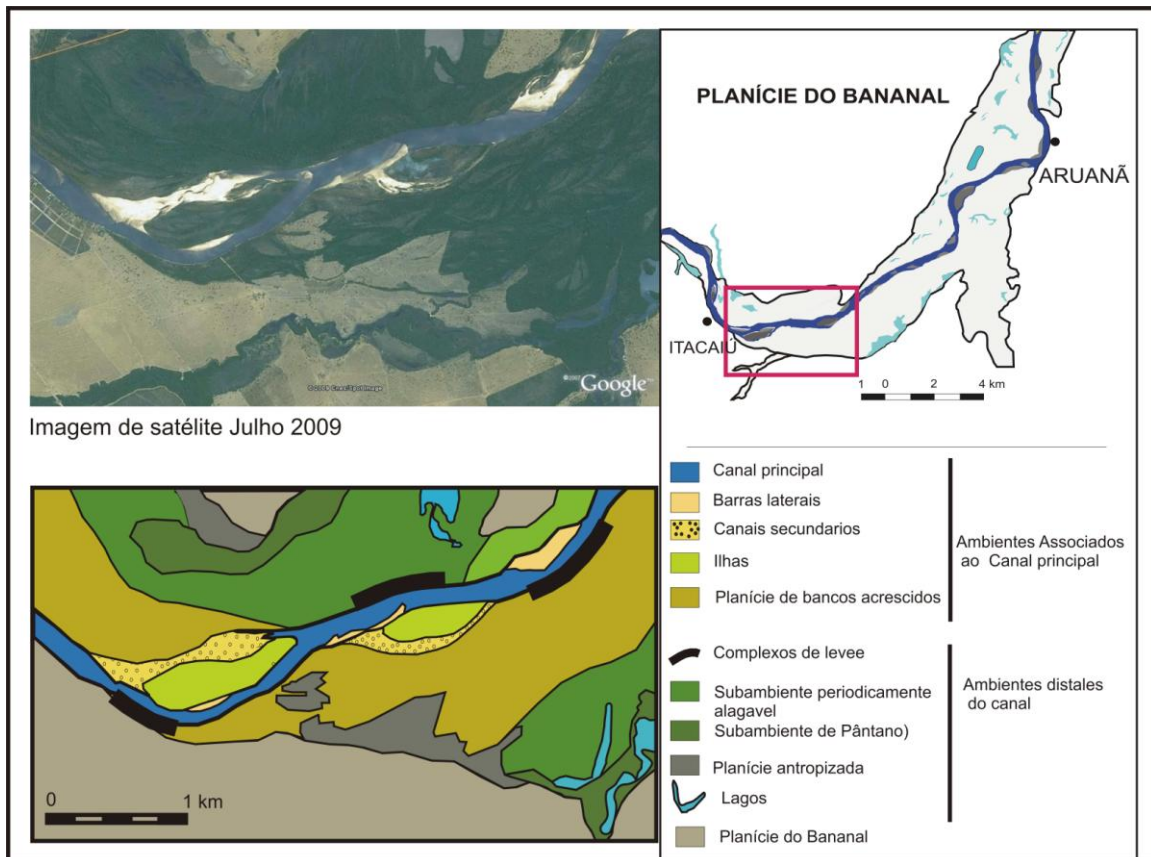 PLANÍCIE DO BANANAL
ARUANÃ
ITACAIÚ
1 0 2 4 km
Google
Imagem de satélite Julho 2009
0 1 km
Canal principal
Barras laterais
Canais secundarios
Ilhas
Planície de bancos acrescidos
Ambientes Associados
ao Canal principal
Complexos de levee
Subambiente periodicamente
alagavel
Subambiente de Pântano)
Planície antropizada
Lagos
Ambientes distales
do canal
Planície do Bananal